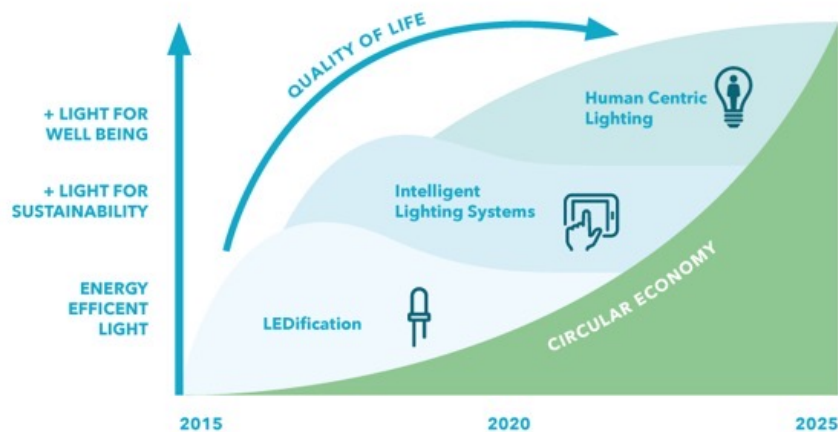 QUALITY OF LIFE
+ LIGHT FOR
WELL BEING
Human Centric
Lighting
+ LIGHT FOR
SUSTAINABILITY
Intelligent
Lighting Systems
ENERGY
EFFICENT
LIGHT
LEDification
CIRCULAR ECONOMY
2015
2020
2025